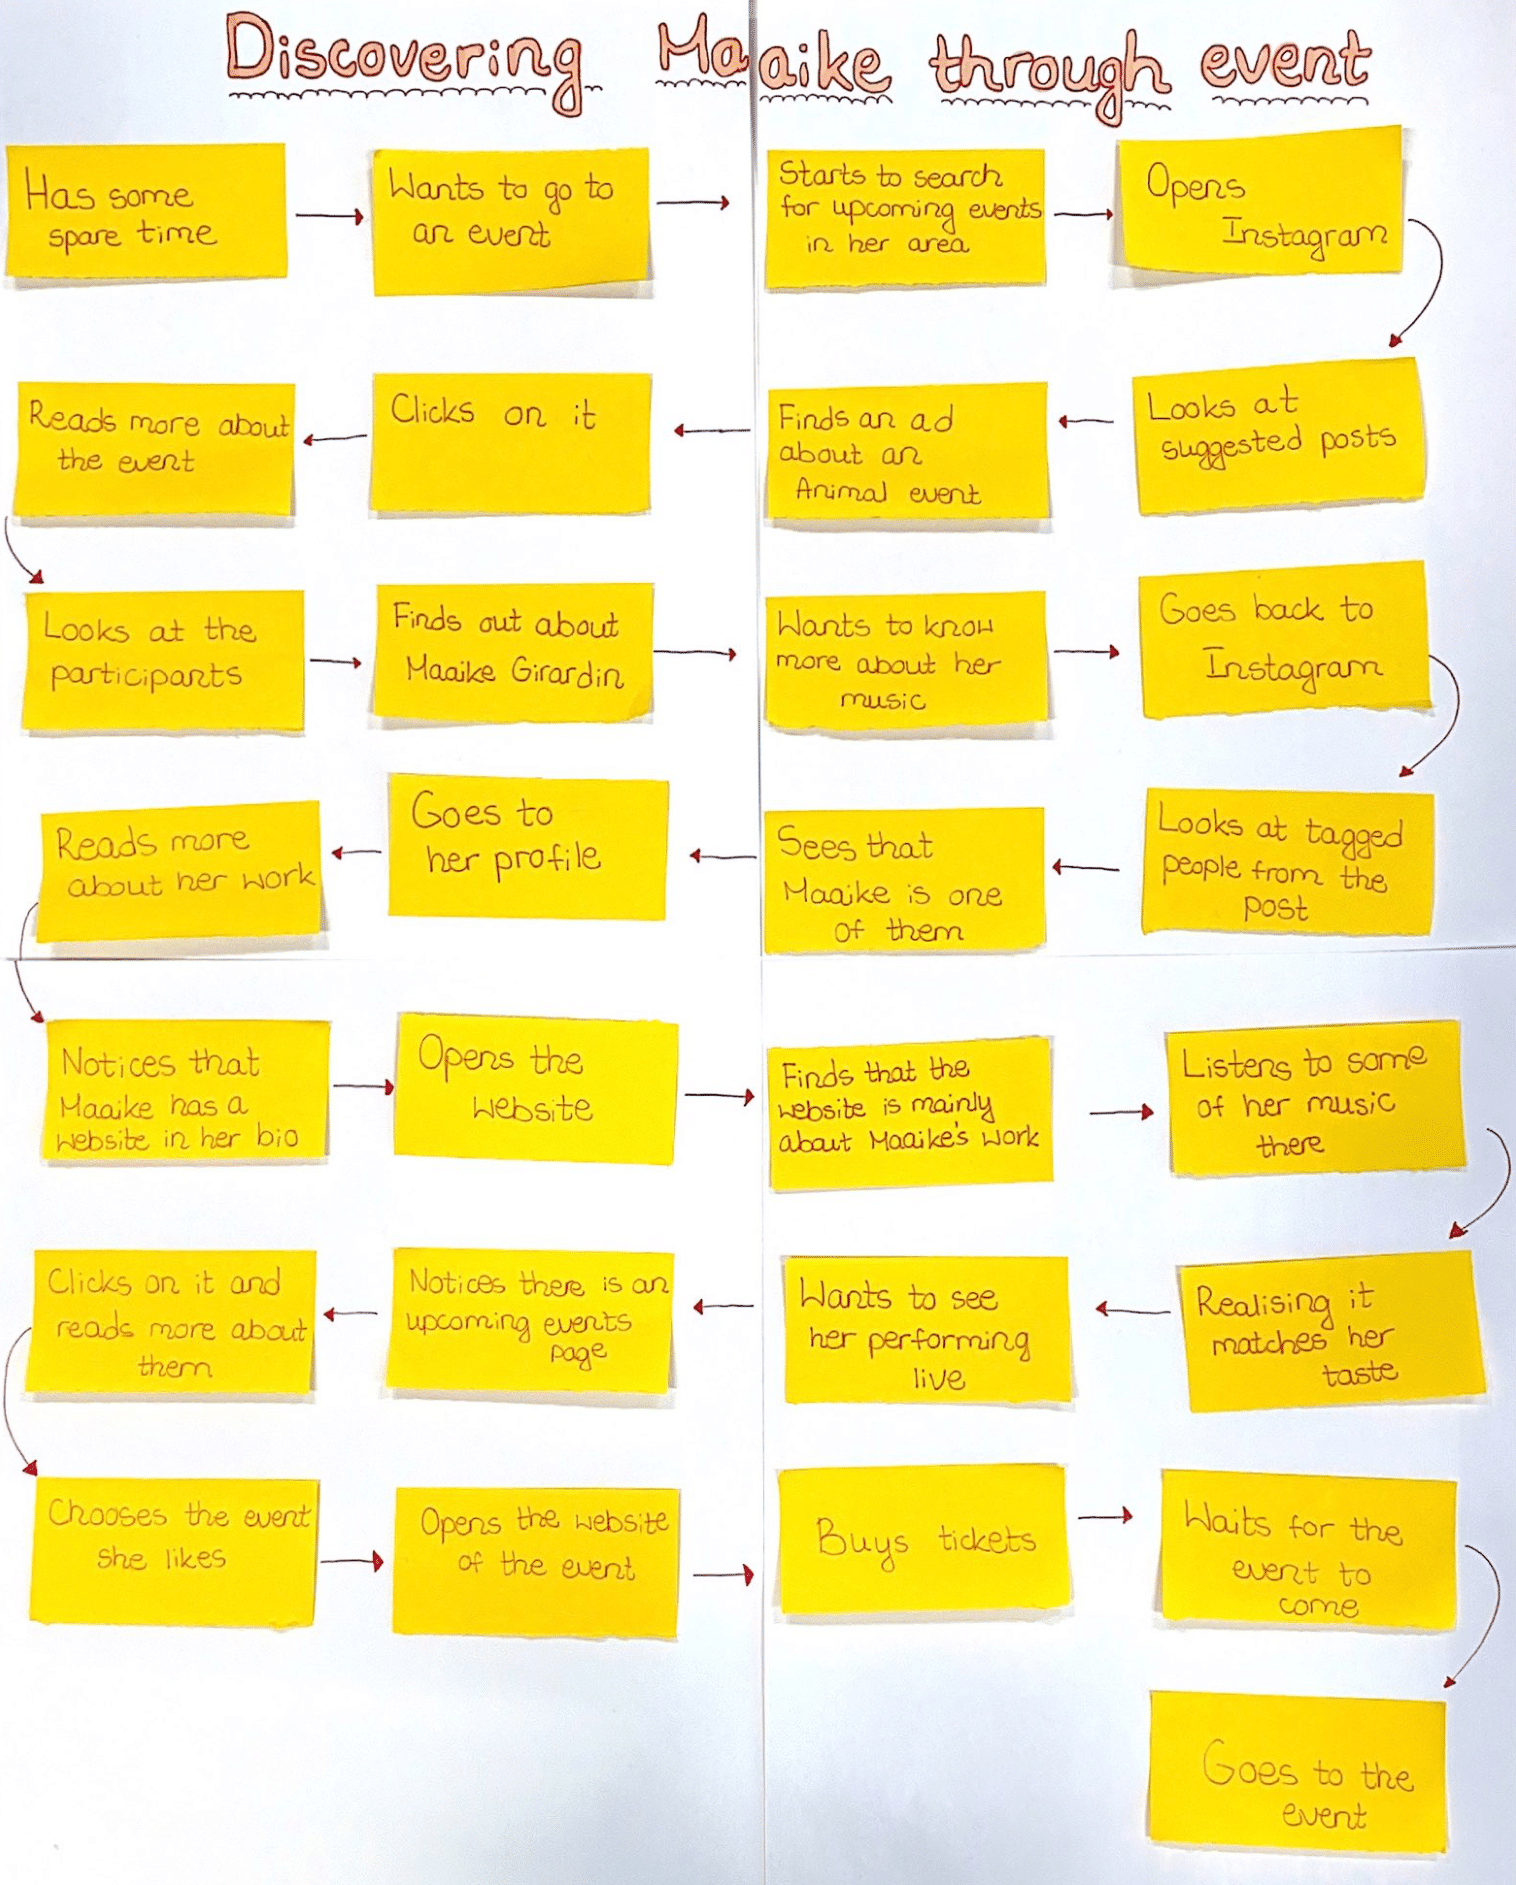 Discovering Maaike through event
Has some
spare time
Wants to go to
an event
Starts to search
for upcoming events
in her area
Opens
Instagram
Looks at
suggested posts
Finds an ad
about an
Animal event
Clicks on it
Reads more about
the event
Looks at the
participants
Finds out about
Maaike Girardin
Wants to know
more about her
music
Goes back to
Instagram
Looks at tagged
people from the
post
Sees that
Maaike is one
of them
Goes to
her profile
Reads more
about her work
Notices that
Maaike has a
website in her bio
Opens the
website
Finds that the
website is mainly
about Maaike's work
Listens to some
of her music
there
Realising it
matches her
taste
Wants to see
her performing
live
Notices there is an
upcoming events
page
Clicks on it and
reads more about
them
Chooses the event
she likes
Opens the website
of the event
Buys tickets
Waits for the
event to
come
Goes to the
event